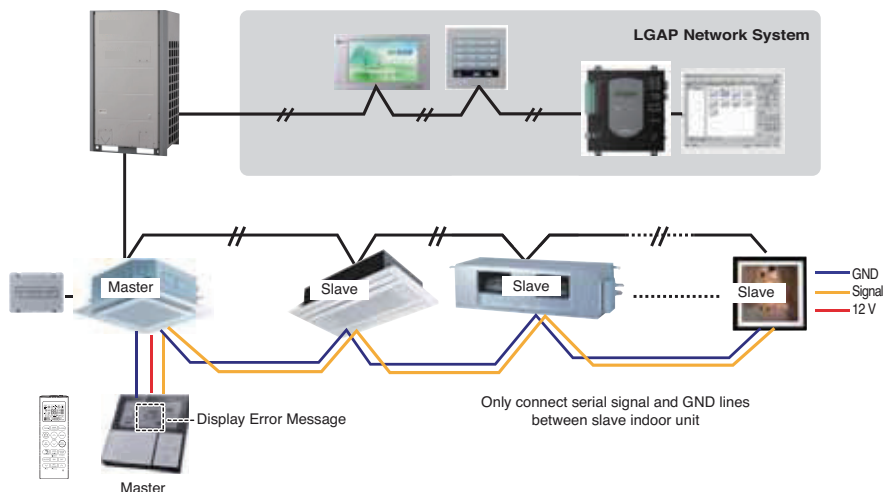 LGAP Network System
Master
Slave
Slave
Slave
GND
Signal
12 V
Display Error Message
Only connect serial signal and GND lines
between slave indoor unit
Master